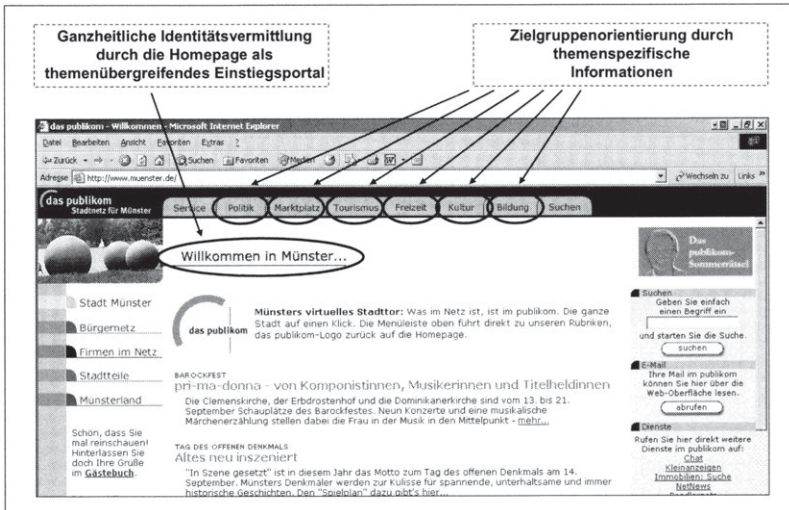 Ganzheitliche Identitätsvermittlung
durch die Homepage als
themenübergreifendes Einstiegsportal
Zielgruppenorientierung durch
themenspezifische
Informationen
das publikom - Willkommen - Microsoft Internet Explorer
Datei Bearbeiten Ansicht Favoriten Extras ?
Zurück Suchen Favoriten Medien
Adresse http://www.muenster.de/ Wechseln zu Links »
das publikom
Stadtnetz für Münster
Service Politik Marktplatz Tourismus Freizeit Kultur Bildung Suchen
Willkommen in Münster...
Das
publikom-
Sommerrätsel
Stadt Münster
Bürgernetz
Firmen im Netz
Stadtteile
Münsterland
Schön, dass Sie
mal reinschauen!
Hinterlassen Sie
doch Ihre Grüße
im Gästebuch.
das publikom
Münsters virtuelles Stadttor: Was im Netz ist, ist im publikom. Die ganze
Stadt auf einen Klick. Die Menüleiste oben führt direkt zu unseren Rubriken,
das publikom-Logo zurück auf die Homepage.
BAROCKFEST
pri-ma-donna - von Komponistinnen, Musikerinnen und Titelheldinnen
Die Clemenskirche, der Erbdrostenhof und die Dominikanerkirche sind vom 13. bis 21.
September Schauplätze des Barockfestes. Neun Konzerte und eine musikalische
Märchenerzählung stellen dabei die Frau in der Musik in den Mittelpunkt - mehr...
TAG DES OFFENEN DENKMALS
Altes neu inszeniert
"In Szene gesetzt" ist in diesem Jahr das Motto zum Tag des offenen Denkmals am 14.
September. Münsters Denkmäler werden zur Kulisse für spannende, unterhaltsame und immer
historische Geschichten. Den "Spielplan" dazu gibt's hier...
Suchen
Geben Sie einfach
einen Begriff ein
und starten Sie die Suche.
suchen
E-Mail
Ihre Mail im publikom
können Sie hier über die
Web-Oberfläche lesen.
abrufen
Dienste
Rufen Sie hier direkt weitere
Dienste im publikom auf:
Chat
Kleinanzeigen
Immobilien: Suche
NetNews